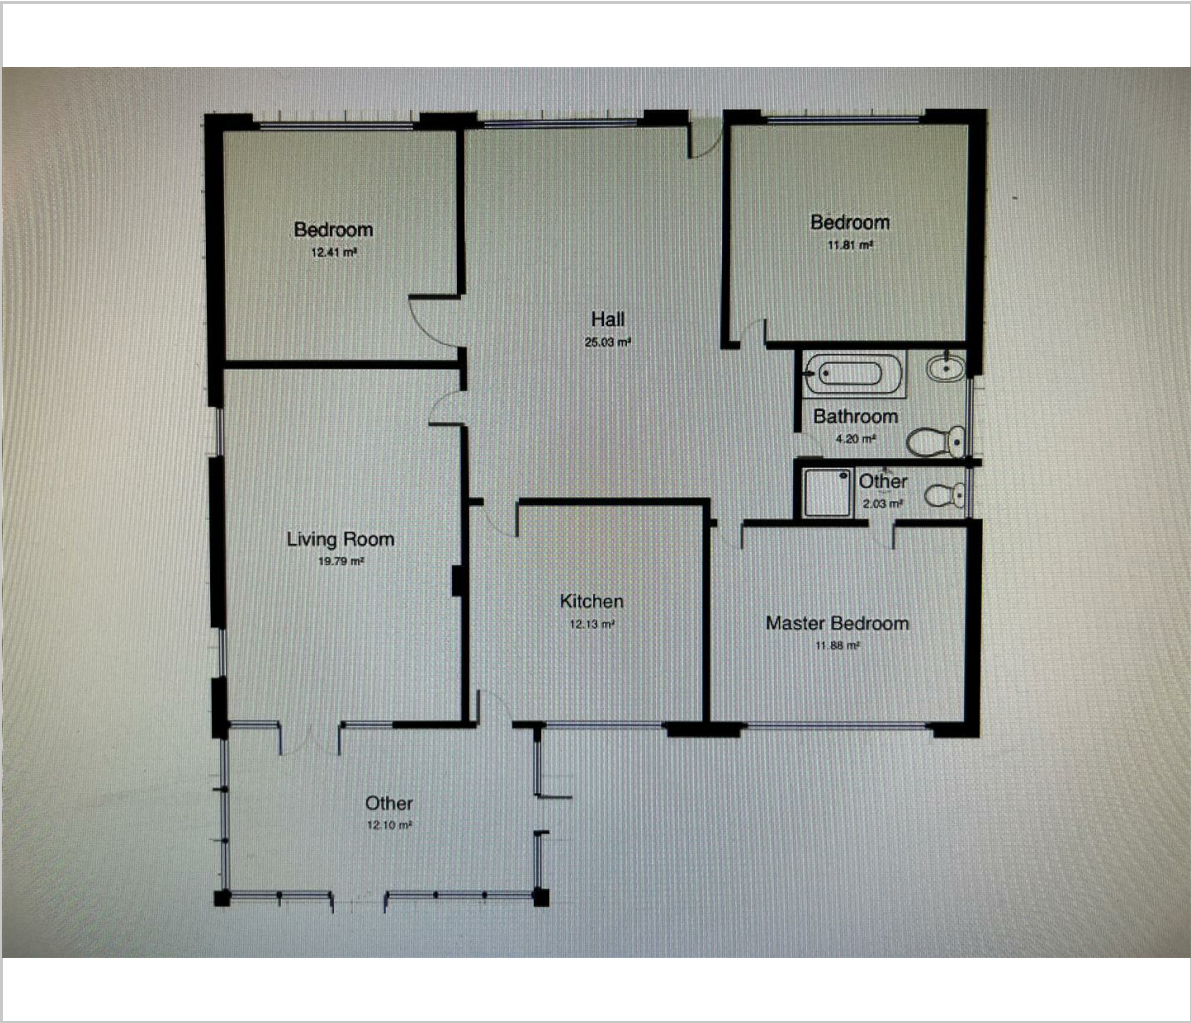 Bedroom
12.41 m²
Bedroom
11.81 m²
Hall
25.03 m²
Bathroom
4.20 m²
Other
2.03 m²
Living Room
19.79 m²
Kitchen
12.13 m²
Master Bedroom
11.88 m²
Other
12.10 m²